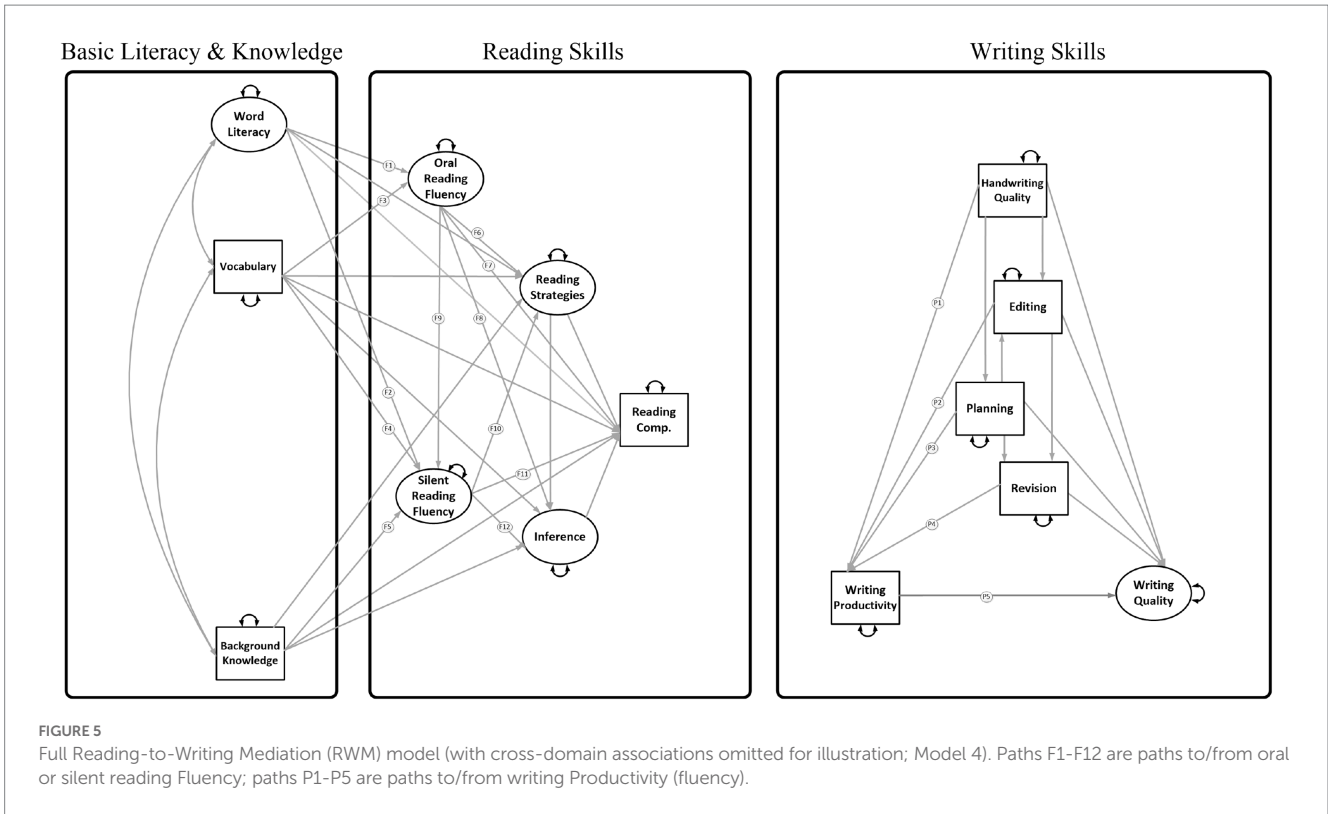 Basic Literacy & Knowledge
Reading Skills
Writing Skills
Word
Literacy
Vocabulary
Background
Knowledge
F1
F3
F2
F4
F5
Oral
Reading
Fluency
F6
F7
F9
F8
Reading
Strategies
F10
Reading
Comp.
Silent
Reading
Fluency
F11
F12
Inference
Handwriting
Quality
P1
Editing
P2
Planning
P3
Revision
P4
Writing
Productivity
P5
Writing
Quality
FIGURE 5
Full Reading-to-Writing Mediation (RWM) model (with cross-domain associations omitted for illustration; Model 4). Paths F1-F12 are paths to/from oral
or silent reading Fluency; paths P1-P5 are paths to/from writing Productivity (fluency).